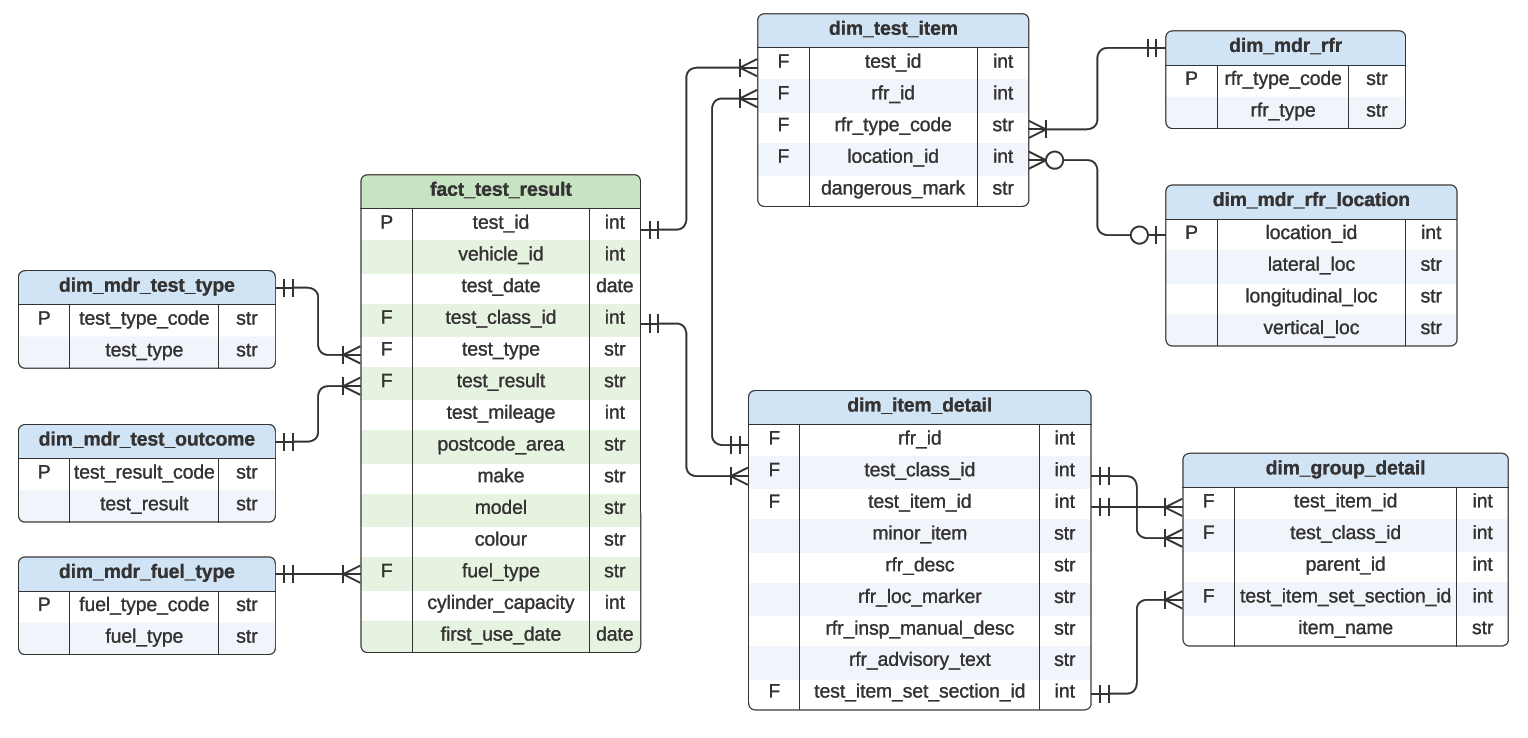 dim_test_item
F test_id int
F rfr_id int
F rfr_type_code str
F location_id int
dangerous_mark str
dim_mdr_rfr
P rfr_type_code str
rfr_type str
fact_test_result
P test_id int
vehicle_id int
test_date date
F test_class_id int
F test_type str
F test_result str
test_mileage int
postcode_area str
make str
model str
colour str
F fuel_type str
cylinder_capacity int
first_use_date date
dim_mdr_rfr_location
P location_id int
lateral_loc str
longitudinal_loc str
vertical_loc str
dim_mdr_test_type
P test_type_code str
test_type str
dim_mdr_test_outcome
P test_result_code str
test_result str
dim_mdr_fuel_type
P fuel_type_code str
fuel_type str
dim_item_detail
F rfr_id int
F test_class_id int
F test_item_id int
minor_item str
rfr_desc str
rfr_loc_marker str
rfr_insp_manual_desc str
rfr_advisory_text str
F test_item_set_section_id int
dim_group_detail
F test_item_id int
F test_class_id int
parent_id int
F test_item_set_section_id int
item_name str